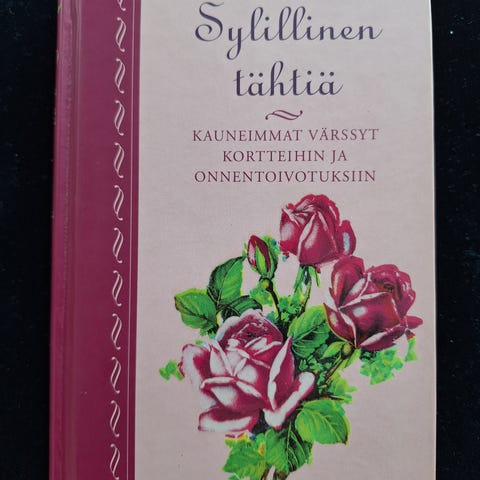 Sylillinen
tähtiä
KAUNEIMMAT VÄRSSYT
KORTTEIHIN JA
ONNENTOIVOTUKSIIN